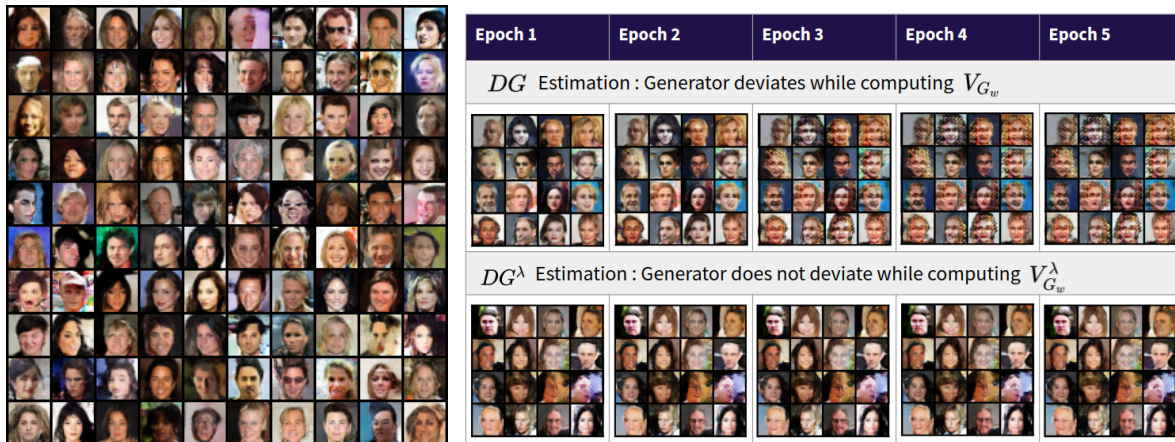 Epoch 1 Epoch 2 Epoch 3 Epoch 4 Epoch 5
DG Estimation : Generator deviates while computing V_{G_w}
DG^λ Estimation : Generator does not deviate while computing V^λ_{G_w}